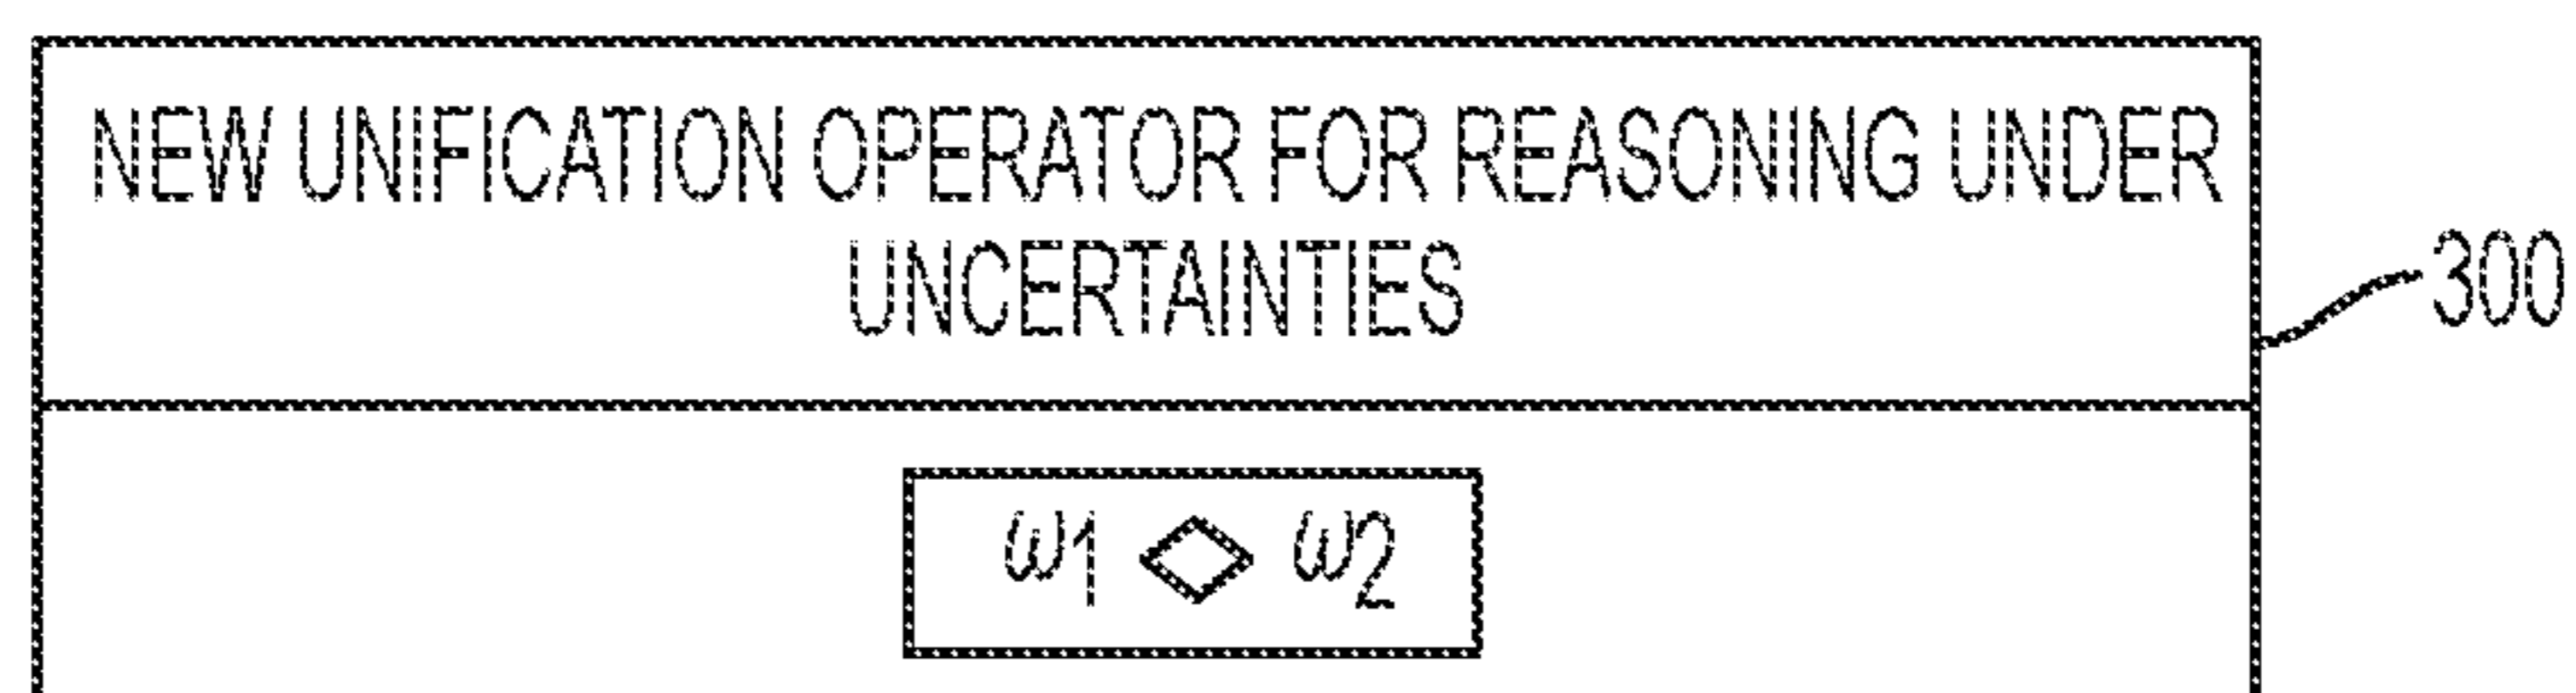 NEW UNIFICATION OPERATOR FOR REASONING UNDER
UNCERTAINTIES
300
ω1 ◇ ω2